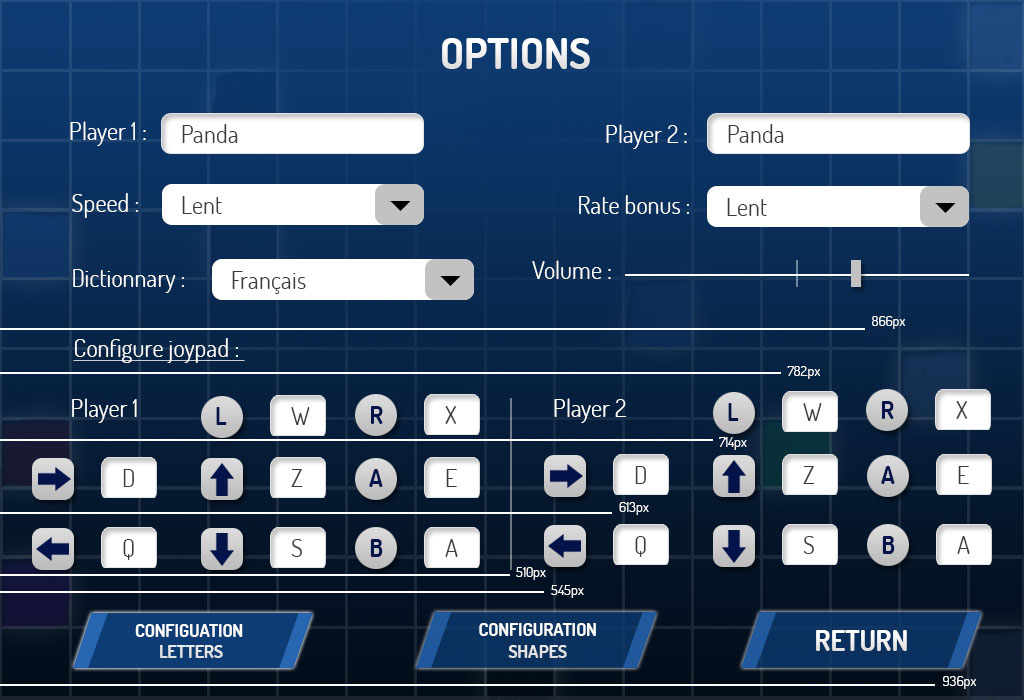 OPTIONS
Player 1 : Panda
Player 2 : Panda
Speed : Lent
Rate bonus : Lent
Dictionnary : Français
Volume :
866px
Configure joypad :
782px
Player 1 L W R X
Player 2 L W R X
714px
D Z A E
D Z A E
613px
Q S B A
Q S B A
510px
545px
CONFIGUATION
LETTERS
CONFIGURATION
SHAPES
RETURN
936px